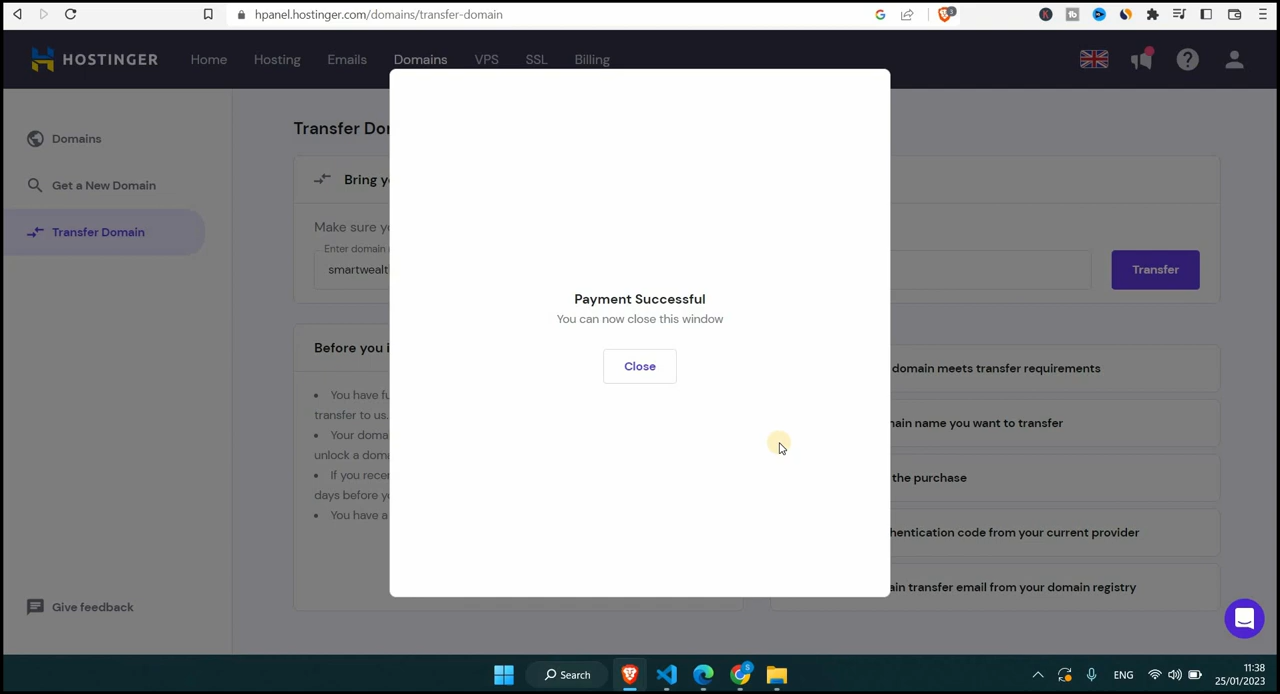 hpanel.hostinger.com/domains/transfer-domain
3
HOSTINGER
Home
Hosting
Emails
Domains
VPS
SSL
Billing
Domains
Get a New Domain
Transfer Domain
Give feedback
Transfer Do
Bring y
Make sure yo
Enter domain
smartwealt
Transfer
Before you i
• You have fu
transfer to us.
• Your doma
unlock a doma
• If you recen
days before ye
• You have a
Payment Successful
You can now close this window
Close
domain meets transfer requirements
ain name you want to transfer
the purchase
hentication code from your current provider
ain transfer email from your domain registry
Search
S
ENG
11:38
25/01/2023